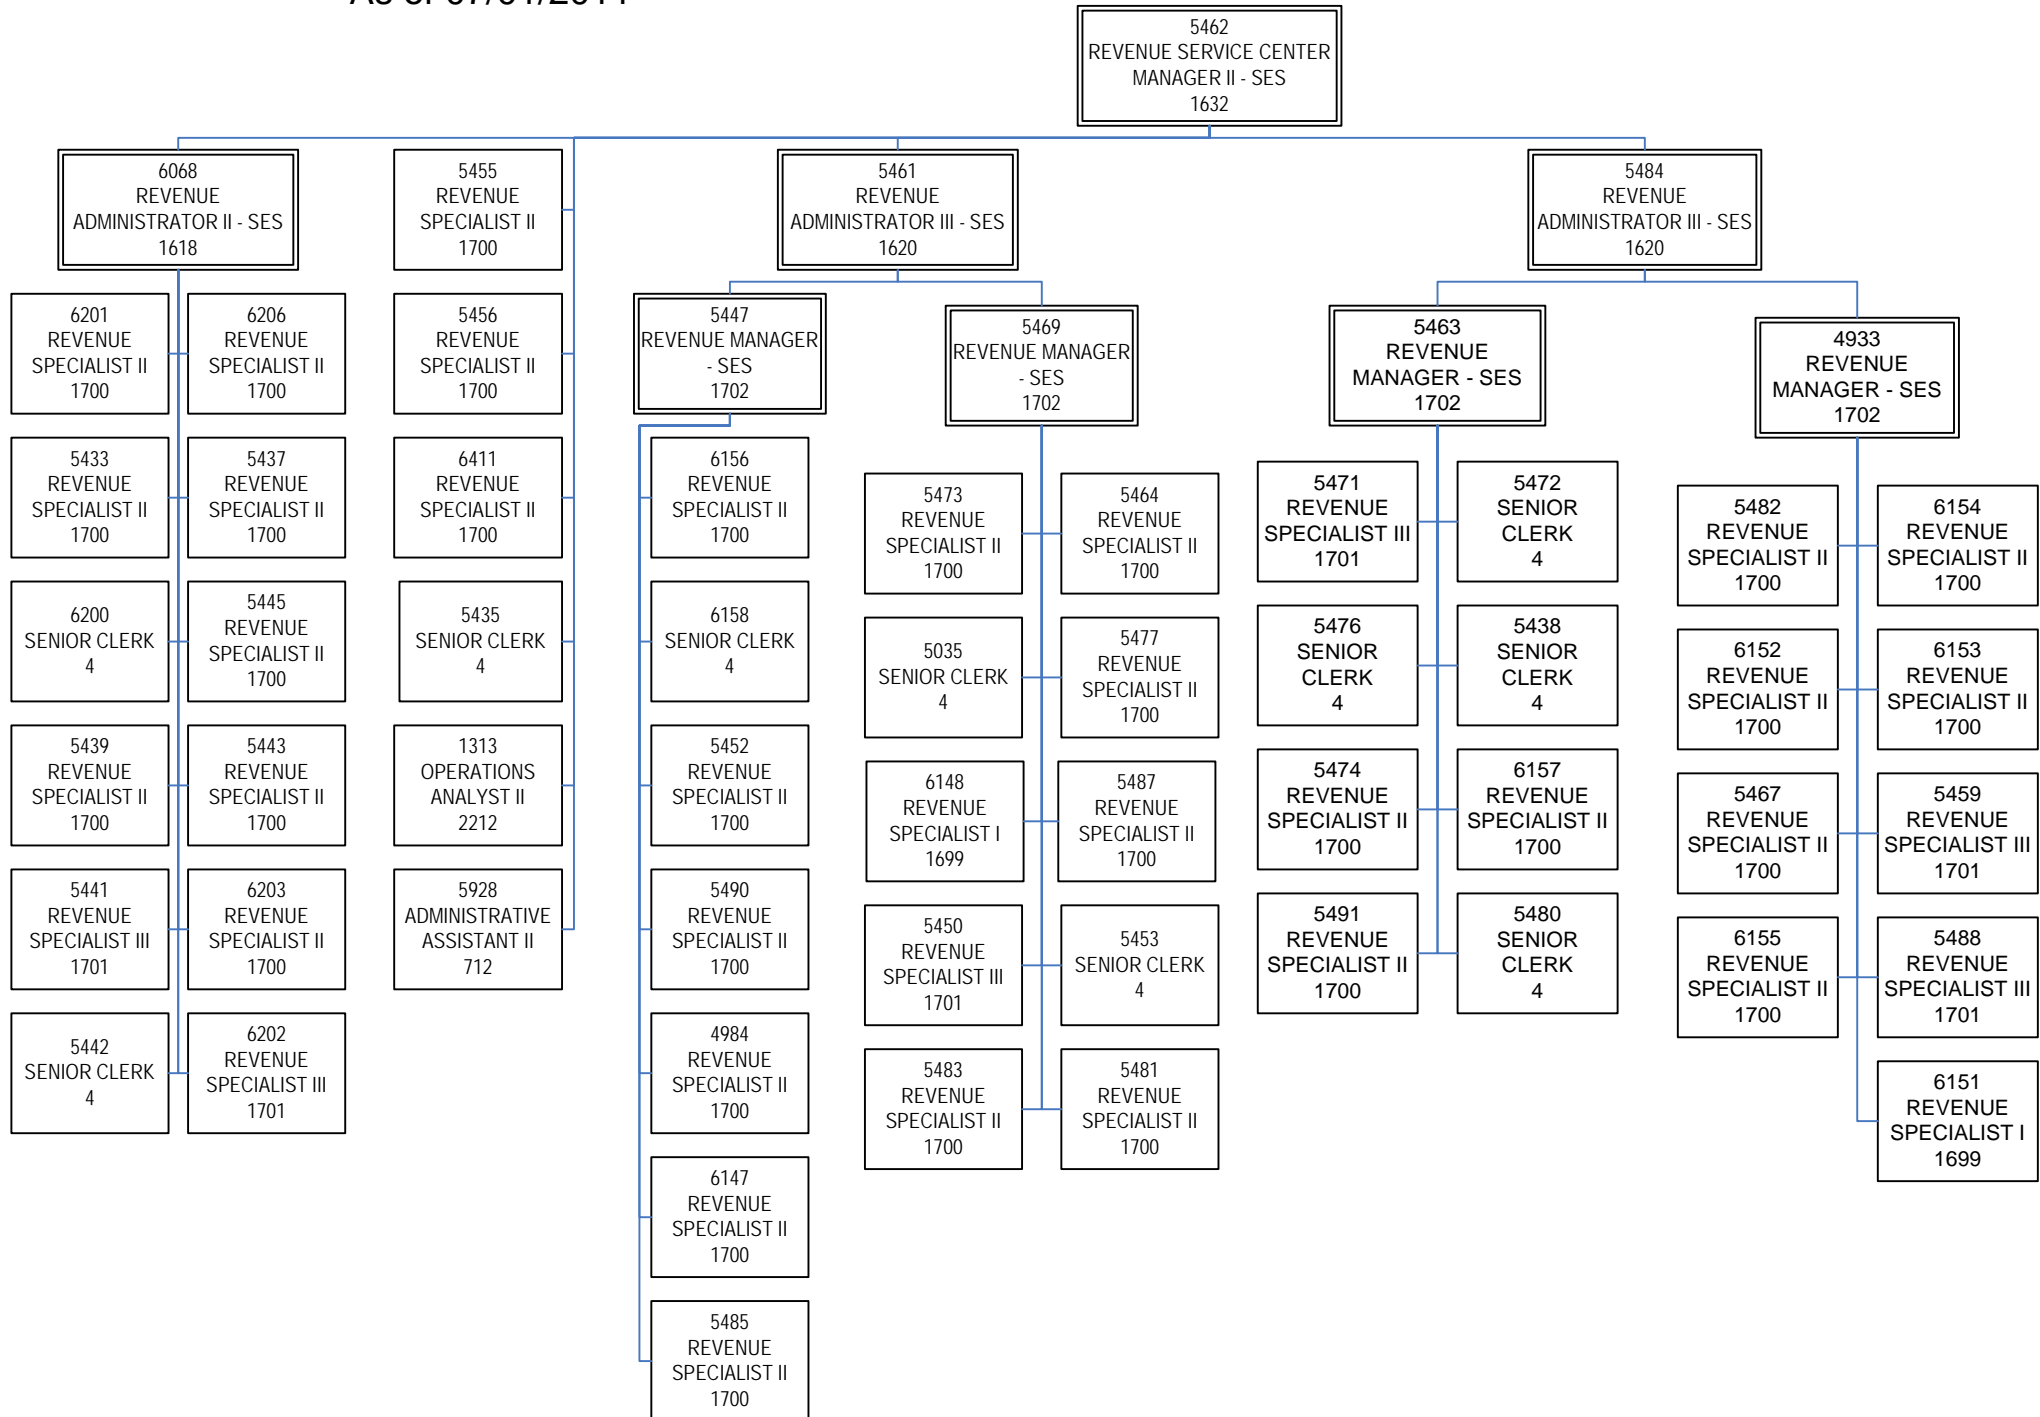 5462
REVENUE SERVICE CENTER
MANAGER II - SES
1632
6068
REVENUE
ADMINISTRATOR II - SES
1618
6201
REVENUE
SPECIALIST II
1700
6206
REVENUE
SPECIALIST II
1700
5433
REVENUE
SPECIALIST II
1700
5437
REVENUE
SPECIALIST II
1700
6200
SENIOR CLERK
4
5445
REVENUE
SPECIALIST II
1700
5439
REVENUE
SPECIALIST II
1700
5443
REVENUE
SPECIALIST II
1700
5441
REVENUE
SPECIALIST III
1701
6203
REVENUE
SPECIALIST II
1700
5442
SENIOR CLERK
4
6202
REVENUE
SPECIALIST III
1701
5455
REVENUE
SPECIALIST II
1700
5456
REVENUE
SPECIALIST II
1700
6411
REVENUE
SPECIALIST II
1700
5435
SENIOR CLERK
4
1313
OPERATIONS
ANALYST II
2212
5928
ADMINISTRATIVE
ASSISTANT II
712
5461
REVENUE
ADMINISTRATOR III - SES
1620
5447
REVENUE MANAGER
- SES
1702
6156
REVENUE
SPECIALIST II
1700
6158
SENIOR CLERK
4
5452
REVENUE
SPECIALIST II
1700
5490
REVENUE
SPECIALIST II
1700
4984
REVENUE
SPECIALIST II
1700
6147
REVENUE
SPECIALIST II
1700
5485
REVENUE
SPECIALIST II
1700
5469
REVENUE MANAGER
- SES
1702
5473
REVENUE
SPECIALIST II
1700
5464
REVENUE
SPECIALIST II
1700
5035
SENIOR CLERK
4
5477
REVENUE
SPECIALIST II
1700
6148
REVENUE
SPECIALIST I
1699
5487
REVENUE
SPECIALIST II
1700
5450
REVENUE
SPECIALIST III
1701
5453
SENIOR CLERK
4
5483
REVENUE
SPECIALIST II
1700
5481
REVENUE
SPECIALIST II
1700
5484
REVENUE
ADMINISTRATOR III - SES
1620
5463
REVENUE
MANAGER - SES
1702
5471
REVENUE
SPECIALIST III
1701
5472
SENIOR
CLERK
4
5476
SENIOR
CLERK
4
5438
SENIOR
CLERK
4
5474
REVENUE
SPECIALIST II
1700
6157
REVENUE
SPECIALIST II
1700
5491
REVENUE
SPECIALIST II
1700
5480
SENIOR
CLERK
4
4933
REVENUE
MANAGER - SES
1702
5482
REVENUE
SPECIALIST II
1700
6154
REVENUE
SPECIALIST II
1700
6152
REVENUE
SPECIALIST II
1700
6153
REVENUE
SPECIALIST II
1700
5467
REVENUE
SPECIALIST II
1700
5459
REVENUE
SPECIALIST III
1701
6155
REVENUE
SPECIALIST II
1700
5488
REVENUE
SPECIALIST III
1701
6151
REVENUE
SPECIALIST I
1699